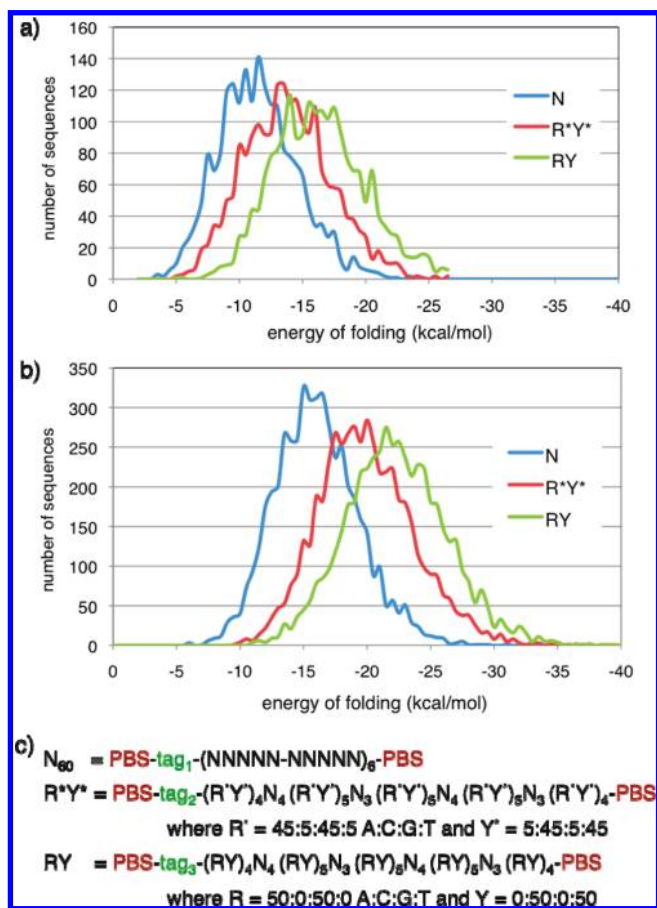 a)
160
140
120
100
80
60
40
20
0
number of sequences
N
R*Y*
RY
0 -5 -10 -15 -20 -25 -30 -35 -40
energy of folding (kcal/mol)
b)
350
300
250
200
150
100
50
0
number of sequences
N
R*Y*
RY
0 -5 -10 -15 -20 -25 -30 -35 -40
energy of folding (kcal/mol)
c)
N₆₀ = PBS-tag₁-(NNNNN-NNNNN)₆-PBS
R*Y* = PBS-tag₂-(R*Y*)₄N₄(R*Y*)₅N₃(R*Y*)₅N₄(R*Y*)₅N₃(R*Y*)₄-PBS
where R* = 45:5:45:5 A:C:G:T and Y* = 5:45:5:45
RY = PBS-tag₃-(RY)₄N₄(RY)₅N₃(RY)₅N₄(RY)₅N₃(RY)₄-PBS
where R = 50:0:50:0 A:C:G:T and Y = 0:50:0:50